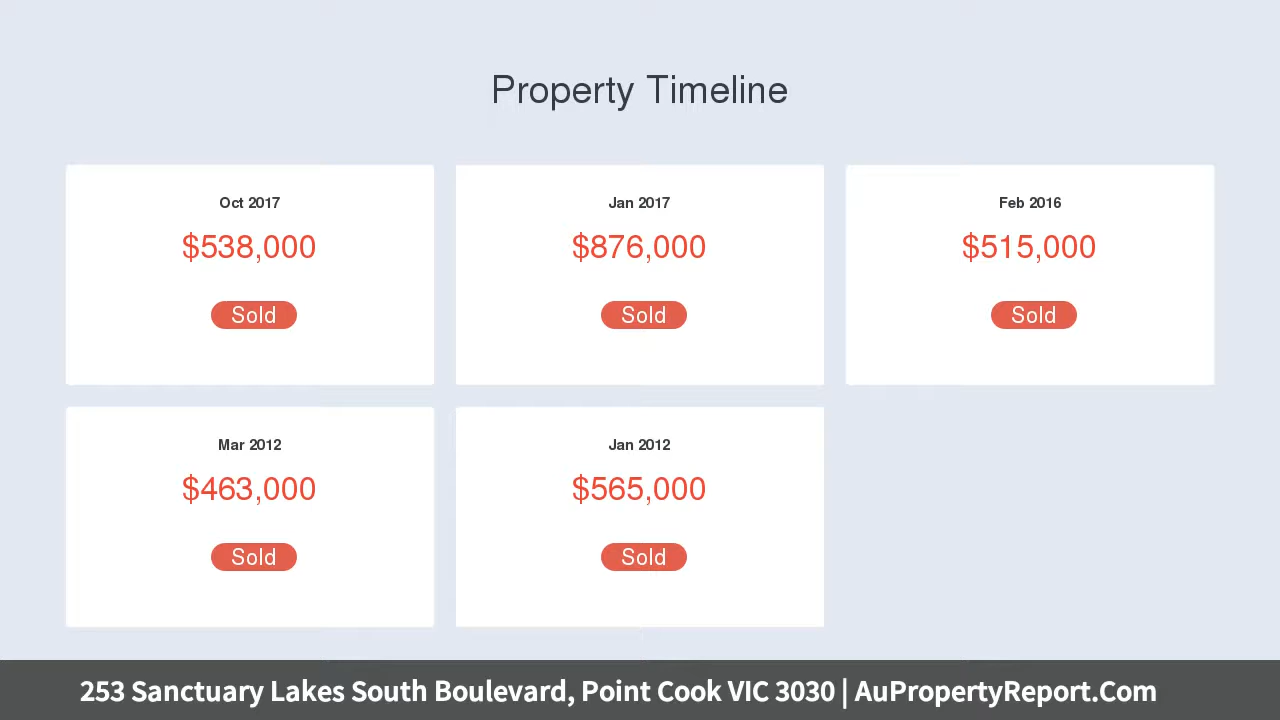 Property Timeline
Oct 2017
$538,000
Sold
Jan 2017
$876,000
Sold
Feb 2016
$515,000
Sold
Mar 2012
$463,000
Sold
Jan 2012
$565,000
Sold
253 Sanctuary Lakes South Boulevard, Point Cook VIC 3030 | AuPropertyReport.Com